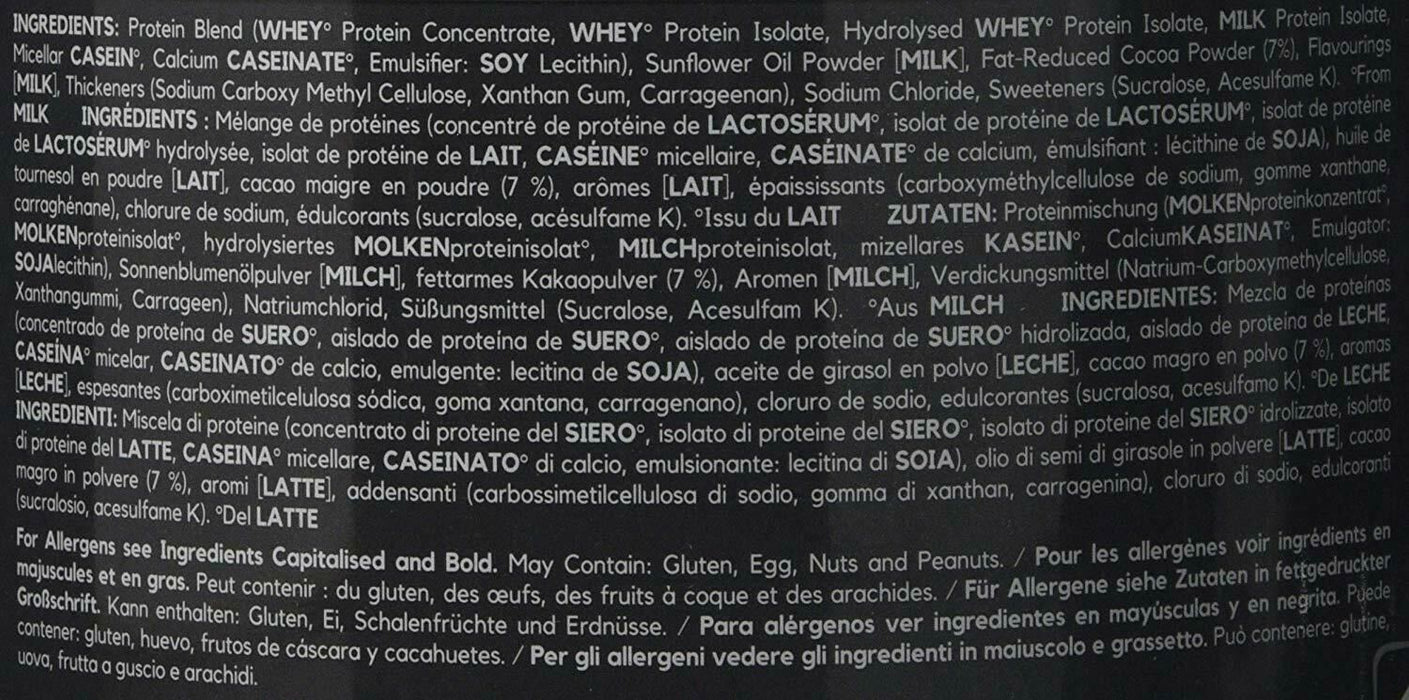 INGREDIENTS: Protein Blend (WHEY° Protein Concentrate, WHEY° Protein Isolate, Hydrolysed WHEY° Protein Isolate, MILK Protein Isolate,
Micellar CASEIN°, Calcium CASEINATE°, Emulsifier: SOY Lecithin), Sunflower Oil Powder [MILK], Fat-Reduced Cocoa Powder (7%), Flavourings
[MILK], Thickeners (Sodium Carboxy Methyl Cellulose, Xanthan Gum, Carrageenan), Sodium Chloride, Sweeteners (Sucralose, Acesulfame K). °From
MILK INGRÉDIENTS : Mélange de protéines (concentré de protéine de LACTOSÉRUM°, isolat de protéine de LACTOSÉRUM°, isolat de protéine
de LACTOSÉRUM° hydrolysée, isolat de protéine de LAIT, CASÉINE° micellaire, CASÉINATE° de calcium, émulsifiant : lécithine de SOJA), huile de
tournesol en poudre [LAIT], cacao maigre en poudre (7 %), arômes [LAIT], épaississants (carboxyméthylcellulose de sodium, gomme xanthane,
carraghénane), chlorure de sodium, édulcorants (sucralose, acésulfame K). °Issu du LAIT ZUTATEN: Proteinmischung (MOLKENproteinkonzentrat°,
MOLKENproteinisolat°, hydrolysiertes MOLKENproteinisolat°, MILCHproteinisolat, mizellares KASEIN°, CalciumKASEINAT°, Emulgator:
SOJAlecithin), Sonnenblumenölpulver [MILCH], fettarmes Kakaopulver (7 %), Aromen [MILCH], Verdickungsmittel (Natrium-Carboxymethylcellulose,
Xanthangummi, Carrageen), Natriumchlorid, Süßungsmittel (Sucralose, Acesulfam K). °Aus MILCH INGREDIENTES: Mezcla de proteínas
(concentrado de proteína de SUERO°, aislado de proteína de SUERO°, aislado de proteína de SUERO° hidrolizada, aislado de proteína de LECHE,
CASEÍNA° micelar, CASEINATO° de calcio, emulgente: lecitina de SOJA), aceite de girasol en polvo [LECHE], cacao magro en polvo (7 %), aromas
[LECHE], espesantes (carboximetilcelulosa sódica, goma xantana, carragenano), cloruro de sodio, edulcorantes (sucralosa, acesulfamo K). °De LECHE
INGREDIENTI: Miscela di proteine (concentrato di proteine del SIERO°, isolato di proteine del SIERO°, isolato di proteine del SIERO° idrolizzate, isolato
di proteine del LATTE, CASEINA° micellare, CASEINATO° di calcio, emulsionante: lecitina di SOIA), olio di semi di girasole in polvere [LATTE], cacao
magro in polvere (7 %), aromi [LATTE], addensanti (carbossimetilcellulosa di sodio, gomma di xanthan, carragenina), cloruro di sodio, edulcoranti
(sucralosio, acesulfame K). °Del LATTE
For Allergens see Ingredients Capitalised and Bold. May Contain: Gluten, Egg, Nuts and Peanuts. / Pour les allergènes voir ingrédients en
majuscules et en gras. Peut contenir : du gluten, des œufs, des fruits à coque et des arachides. / Für Allergene siehe Zutaten in fettgedruckter
Großschrift. Kann enthalten: Gluten, Ei, Schalenfrüchte und Erdnüsse. / Para alérgenos ver ingredientes en mayúsculas y en negrita. Puede
contener: gluten, huevo, frutos de cáscara y cacahuetes. / Per gli allergeni vedere gli ingredienti in maiuscolo e grassetto. Può contenere: glutine,
uova, frutta a guscio e arachidi.